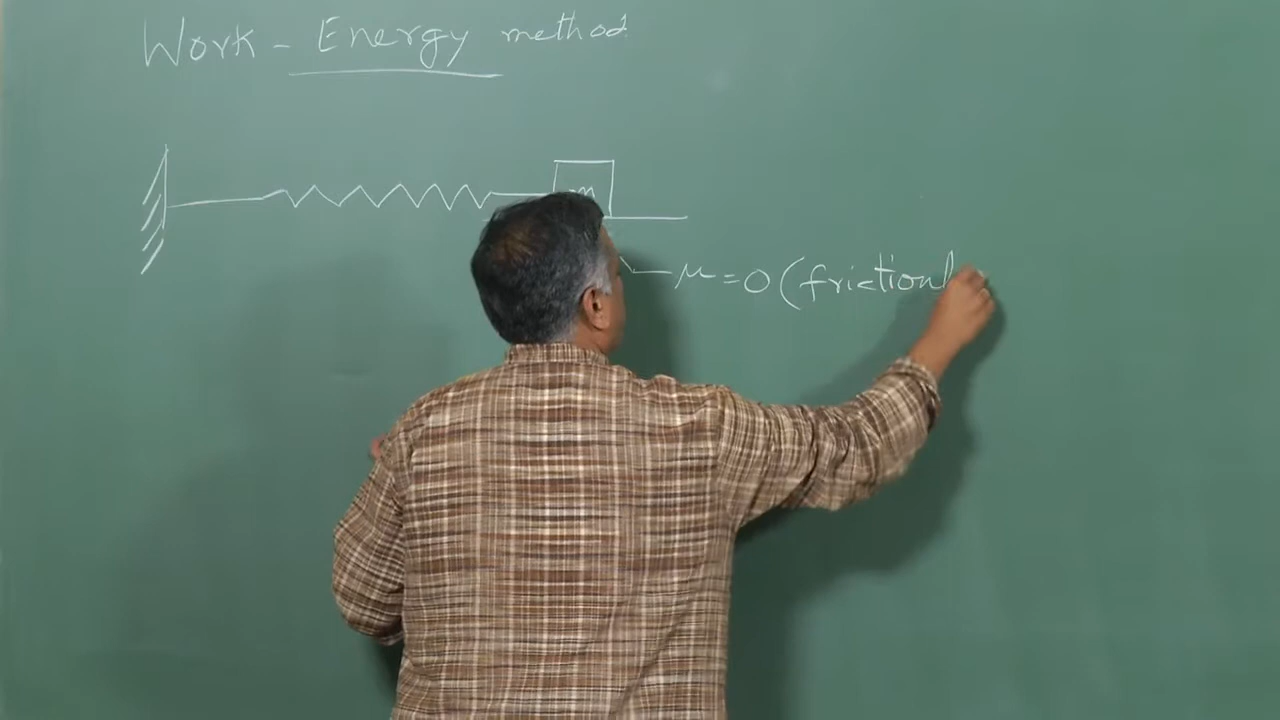 Work - Energy method
m
μ=0 (frictionl